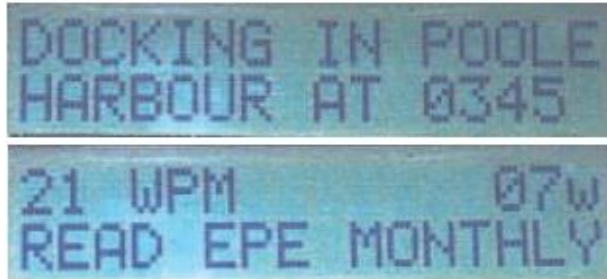 DOCKING IN POOLE
HARBOUR AT 0345
21 WPM 07w
READ EPE MONTHLY